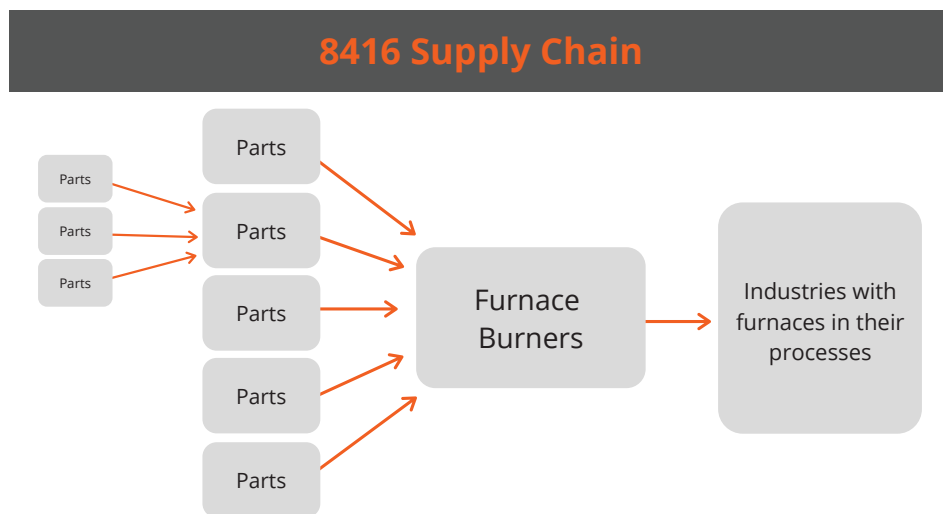 8416 Supply Chain
Parts
Parts
Parts
Parts
Parts
Parts
Parts
Parts
Furnace
Burners
Industries with
furnaces in their
processes